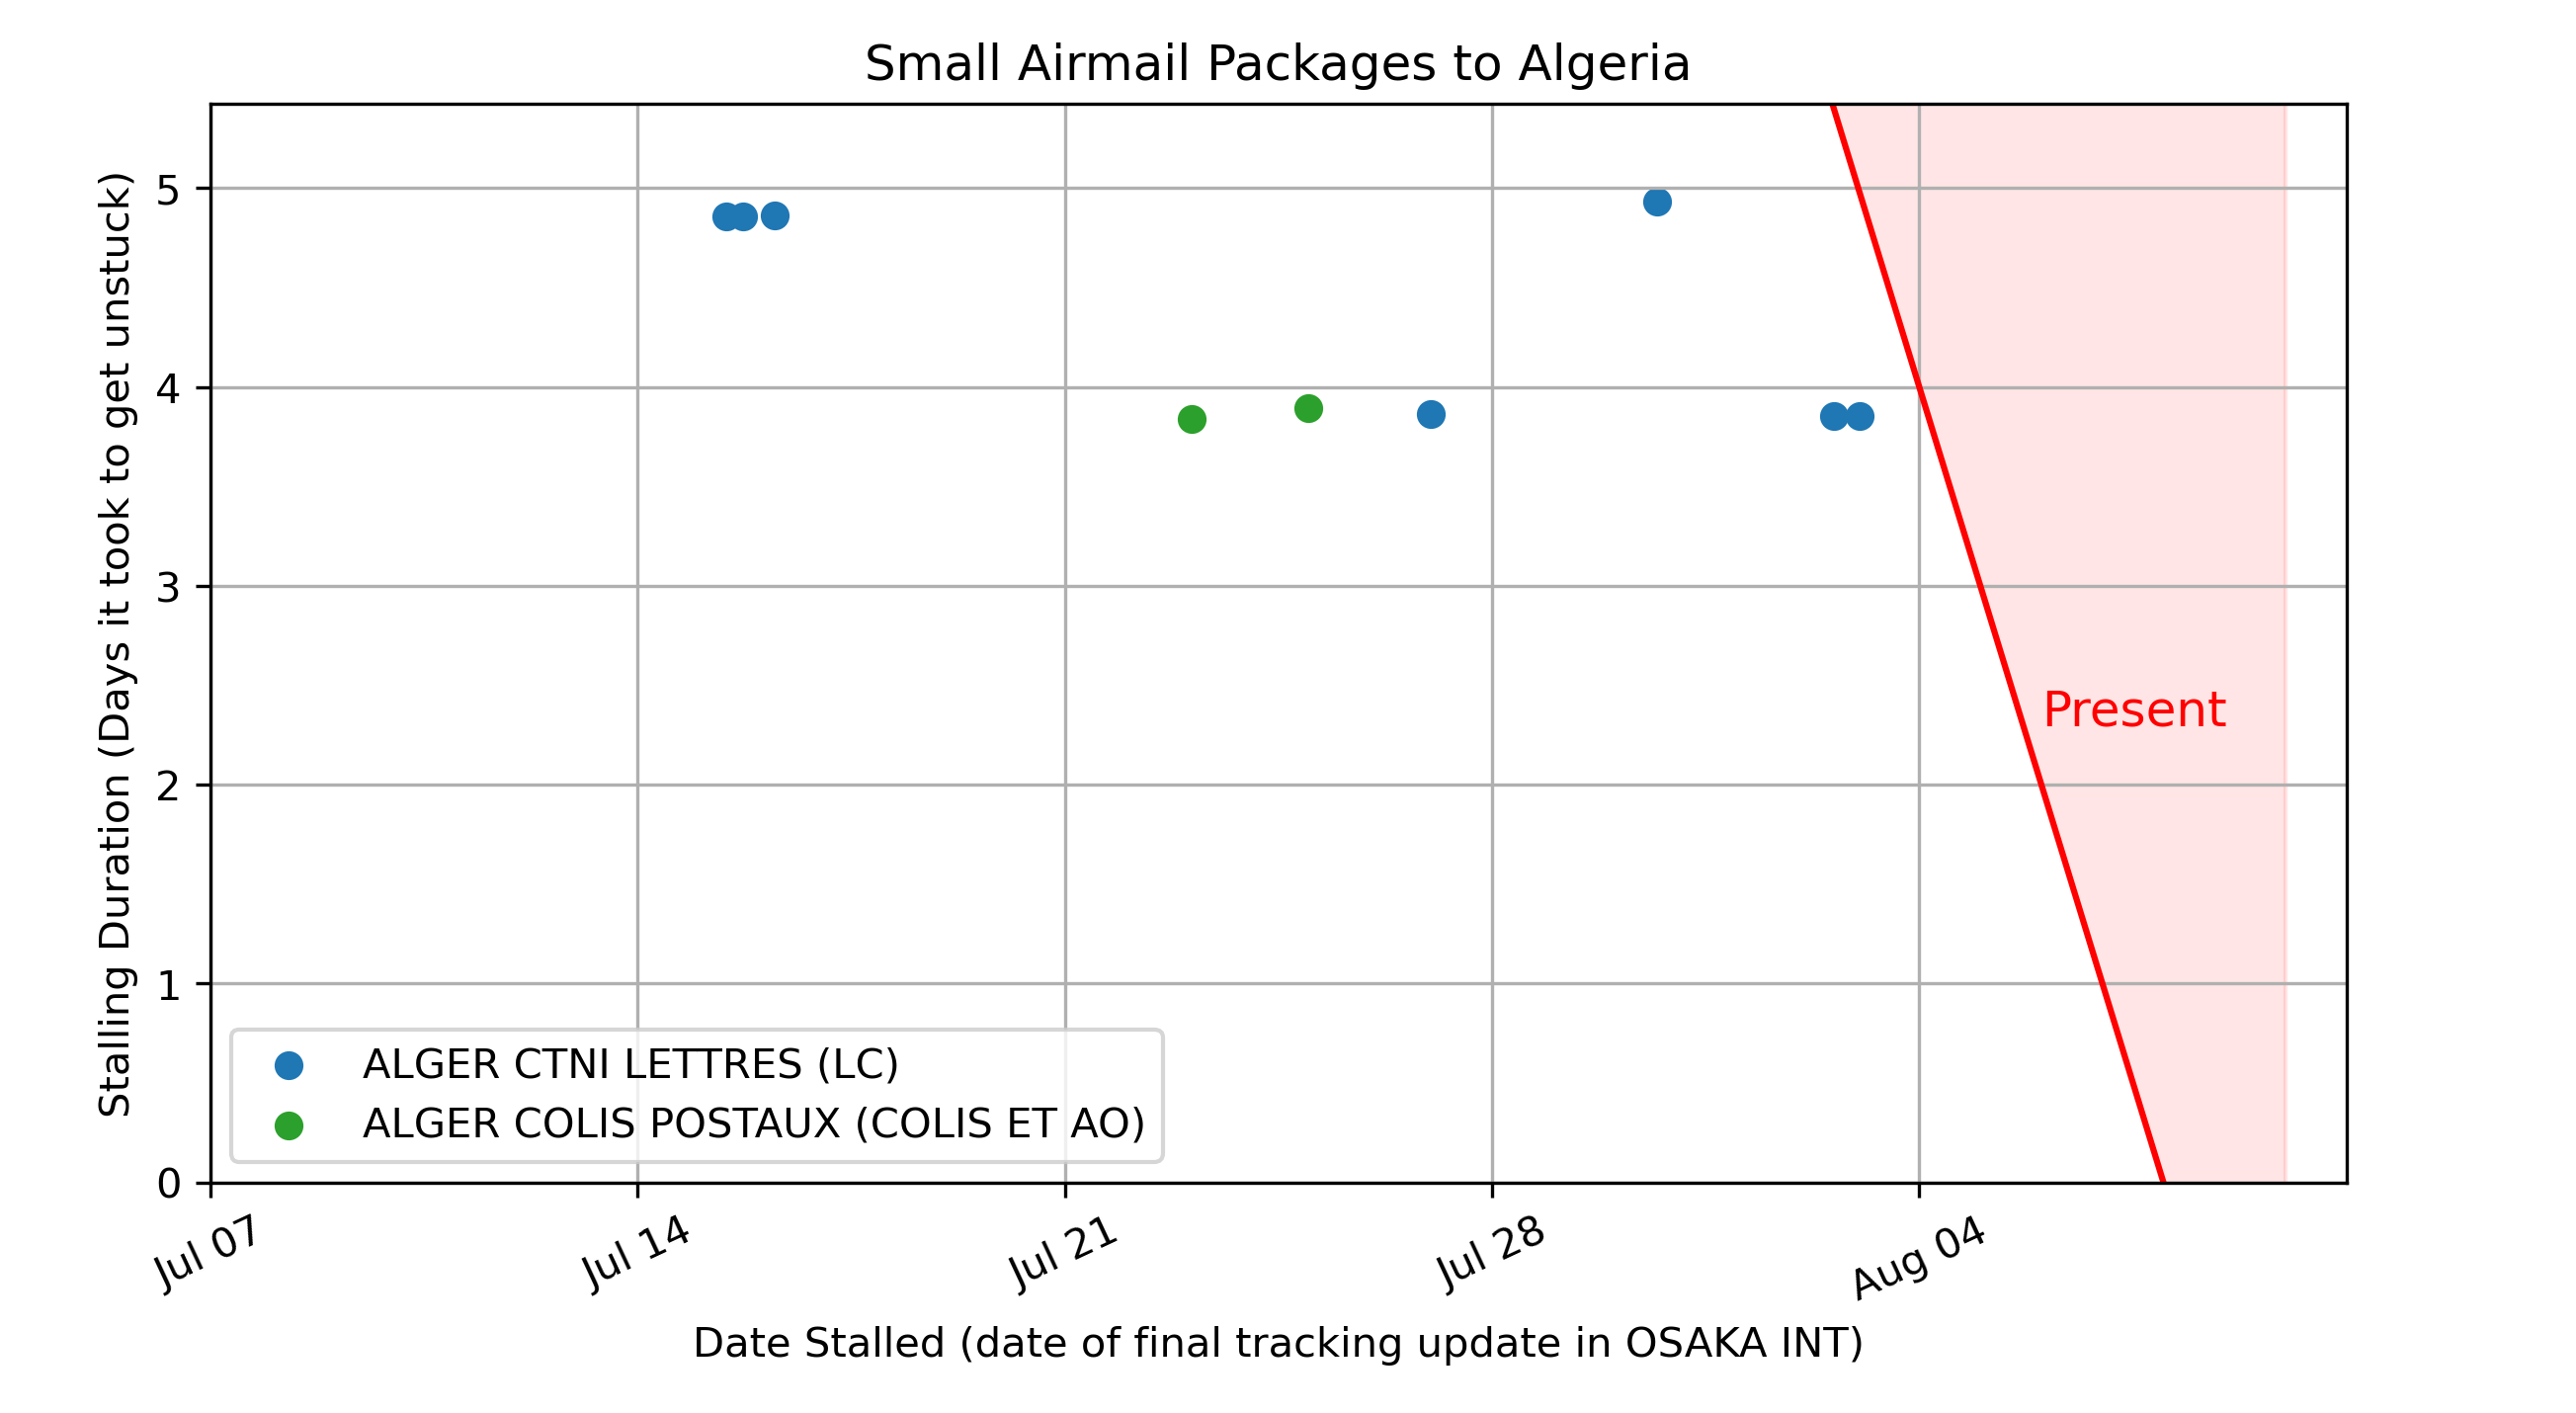 Small Airmail Packages to Algeria
Stalling Duration (Days it took to get unstuck)
5
4
3
2
1
0
Present
ALGER CTNI LETTRES (LC)
ALGER COLIS POSTAUX (COLIS ET AO)
Jul 07
Jul 14
Jul 21
Jul 28
Aug 04
Date Stalled (date of final tracking update in OSAKA INT)